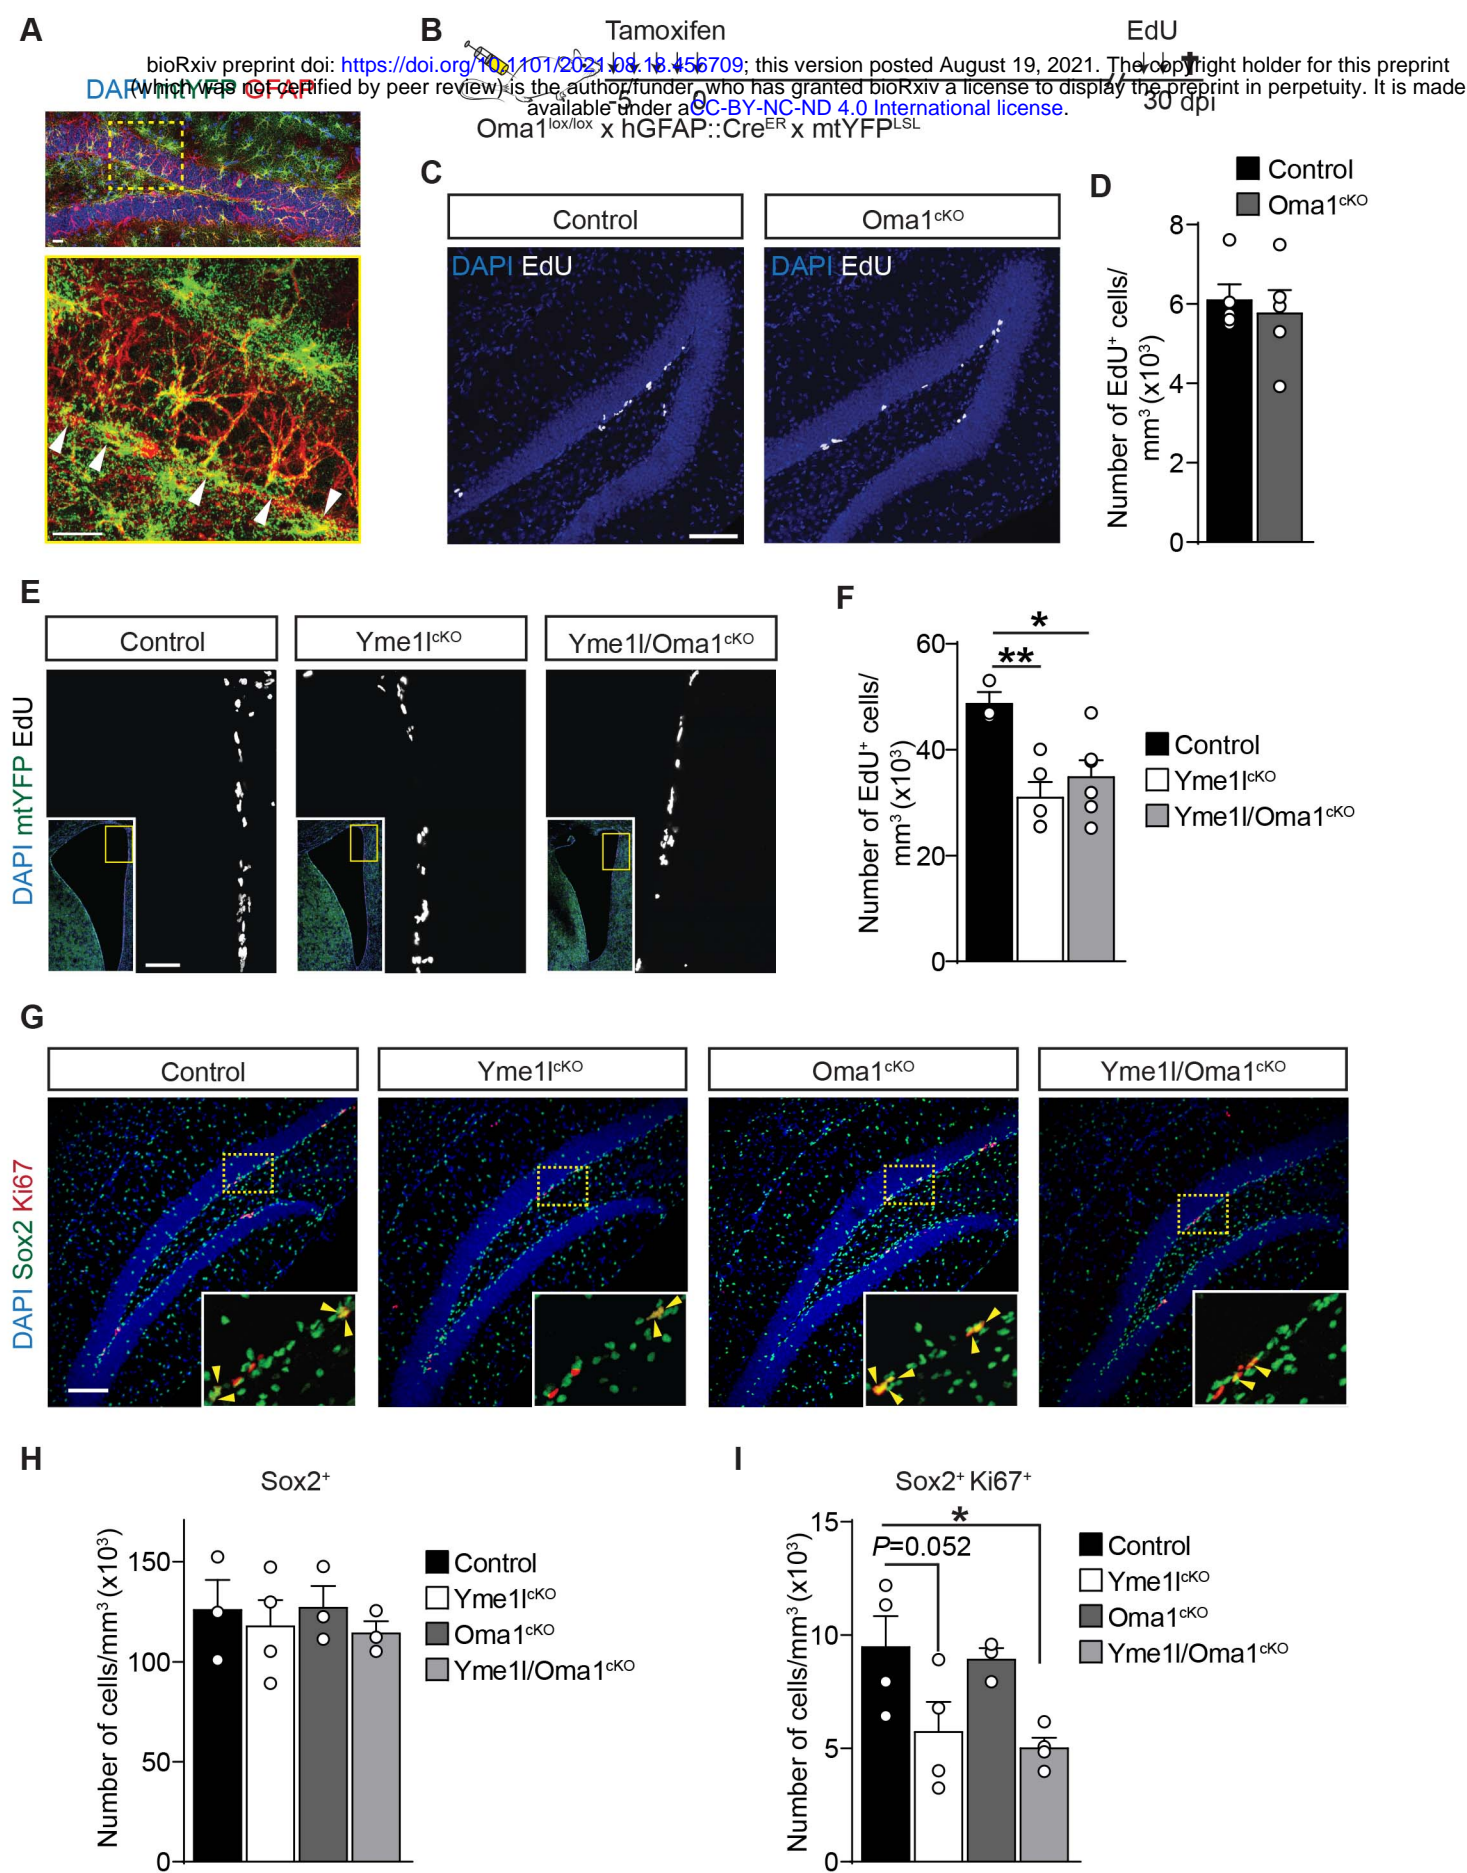 A
B
Tamoxifen
EdU
bioRxiv preprint doi: https://doi.org/10.1101/2021.08.18.456709; this version posted August 19, 2021. The copyright holder for this preprint
(which was not certified by peer review) is the author/funder, who has granted bioRxiv a license to display the preprint in perpetuity. It is made
available under aCC-BY-NC-ND 4.0 International license.
DAPI mtYFP GFAP
-5
0
30 dpi
Oma1lox/lox x hGFAP::CreER x mtYFPLSL
C
Control
Oma1cKO
DAPI EdU
DAPI EdU
D
Control
Oma1cKO
Number of EdU+ cells/
mm3 (x103)
8
6
4
2
0
E
Control
Yme1lcKO
Yme1l/Oma1cKO
DAPI mtYFP EdU
F
*
**
Number of EdU+ cells/
mm3 (x103)
60
40
20
0
Control
Yme1lcKO
Yme1l/Oma1cKO
G
Control
Yme1lcKO
Oma1cKO
Yme1l/Oma1cKO
DAPI Sox2 Ki67
H
Sox2+
Number of cells/mm3 (x103)
150
100
50
0
Control
Yme1lcKO
Oma1cKO
Yme1l/Oma1cKO
I
Sox2+ Ki67+
*
P=0.052
Number of cells/mm3 (x103)
15
10
5
0
Control
Yme1lcKO
Oma1cKO
Yme1l/Oma1cKO